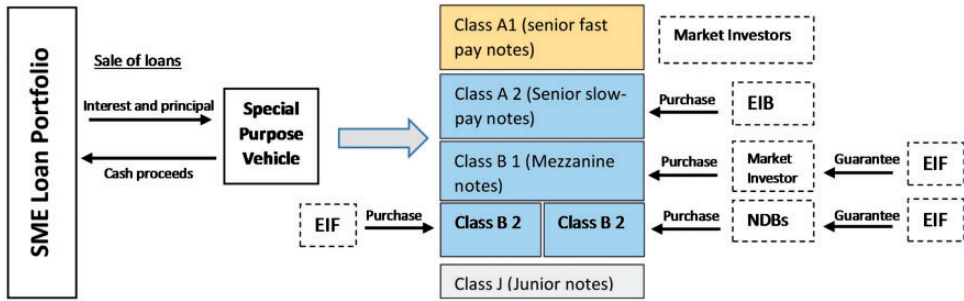 SME Loan Portfolio
Sale of loans
Interest and principal
Cash proceeds
Special
Purpose
Vehicle
Class A1 (senior fast
pay notes)
Market Investors
Class A 2 (Senior slow-
pay notes)
Purchase
EIB
Class B 1 (Mezzanine
notes)
Purchase
Market
Investor
Guarantee
EIF
EIF
Purchase
Class B 2
Class B 2
Purchase
NDBs
Guarantee
EIF
Class J (Junior notes)